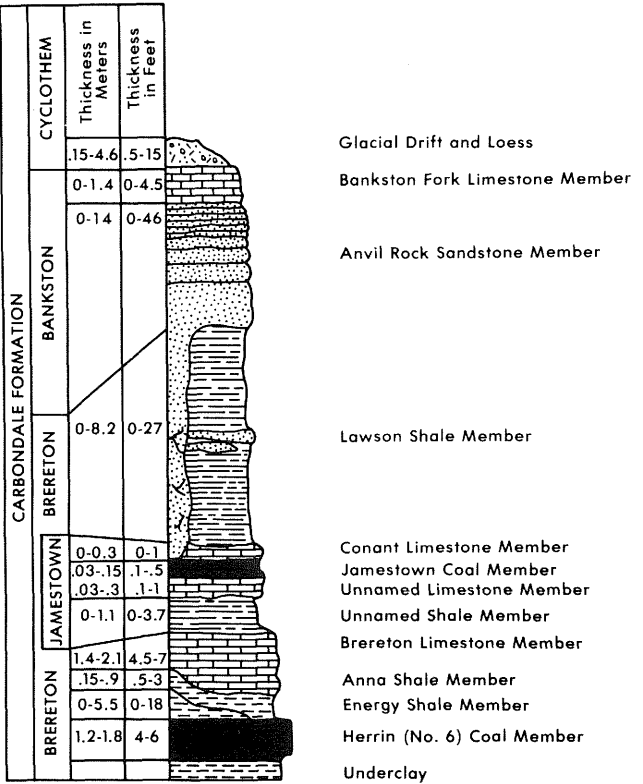 CARBONDALE FORMATION
CYCLOTHEM
Thickness in Meters
Thickness in Feet
.15-4.6 .5-15 Glacial Drift and Loess
BANKSTON
0-1.4 0-4.5 Bankston Fork Limestone Member
0-14 0-46 Anvil Rock Sandstone Member
BRERETON
0-8.2 0-27 Lawson Shale Member
JAMESTOWN
0-0.3 0-1 Conant Limestone Member
.03-.15 .1-.5 Jamestown Coal Member
.03-.3 .1-1 Unnamed Limestone Member
0-1.1 0-3.7 Unnamed Shale Member
BRERETON
1.4-2.1 4.5-7 Brereton Limestone Member
.15-.9 .5-3 Anna Shale Member
0-5.5 0-18 Energy Shale Member
1.2-1.8 4-6 Herrin (No. 6) Coal Member
Underclay